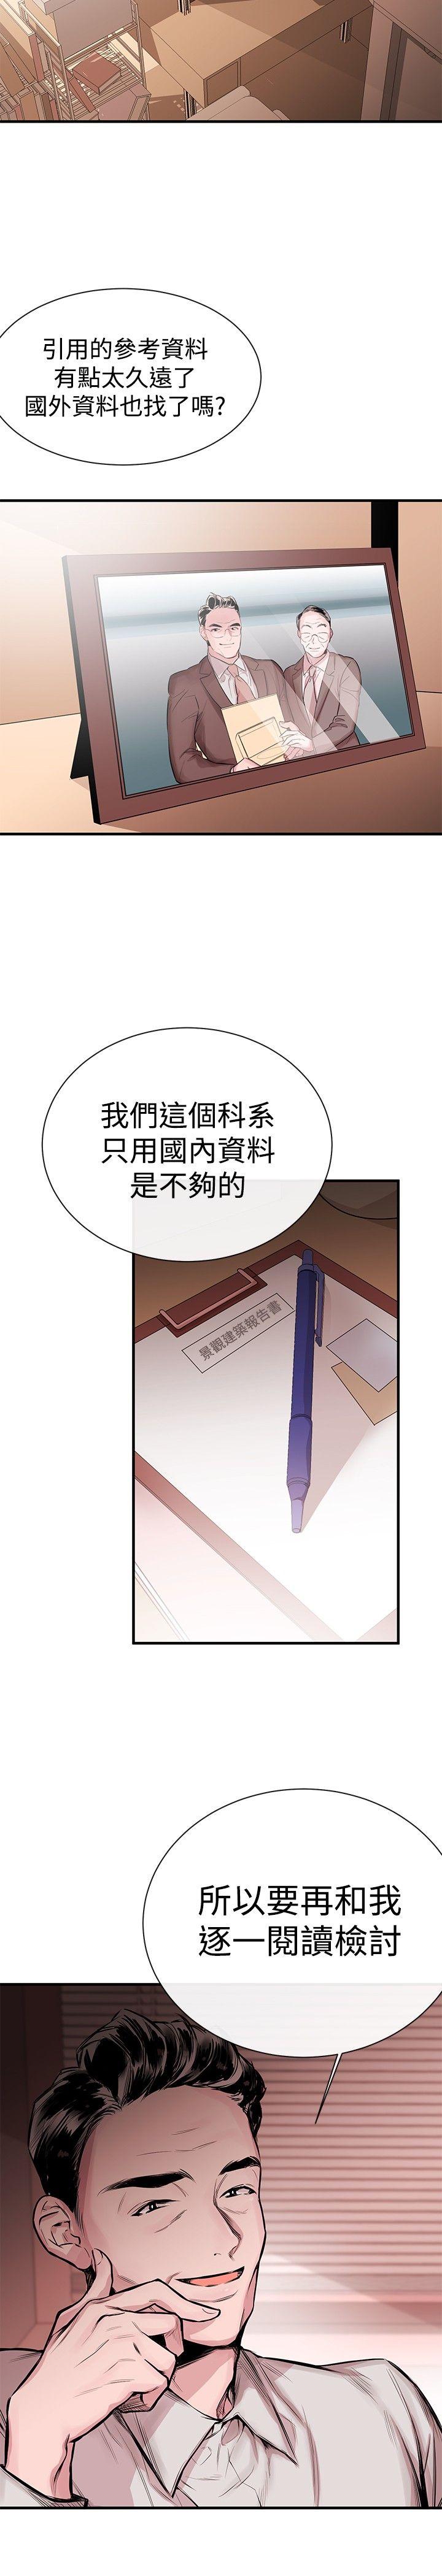 引用的參考資料
有點太久遠了
國外資料也找了嗎?
我們這個科系
只用國內資料
是不夠的
景觀建築報告書
所以要再和我
逐一閱讀檢討